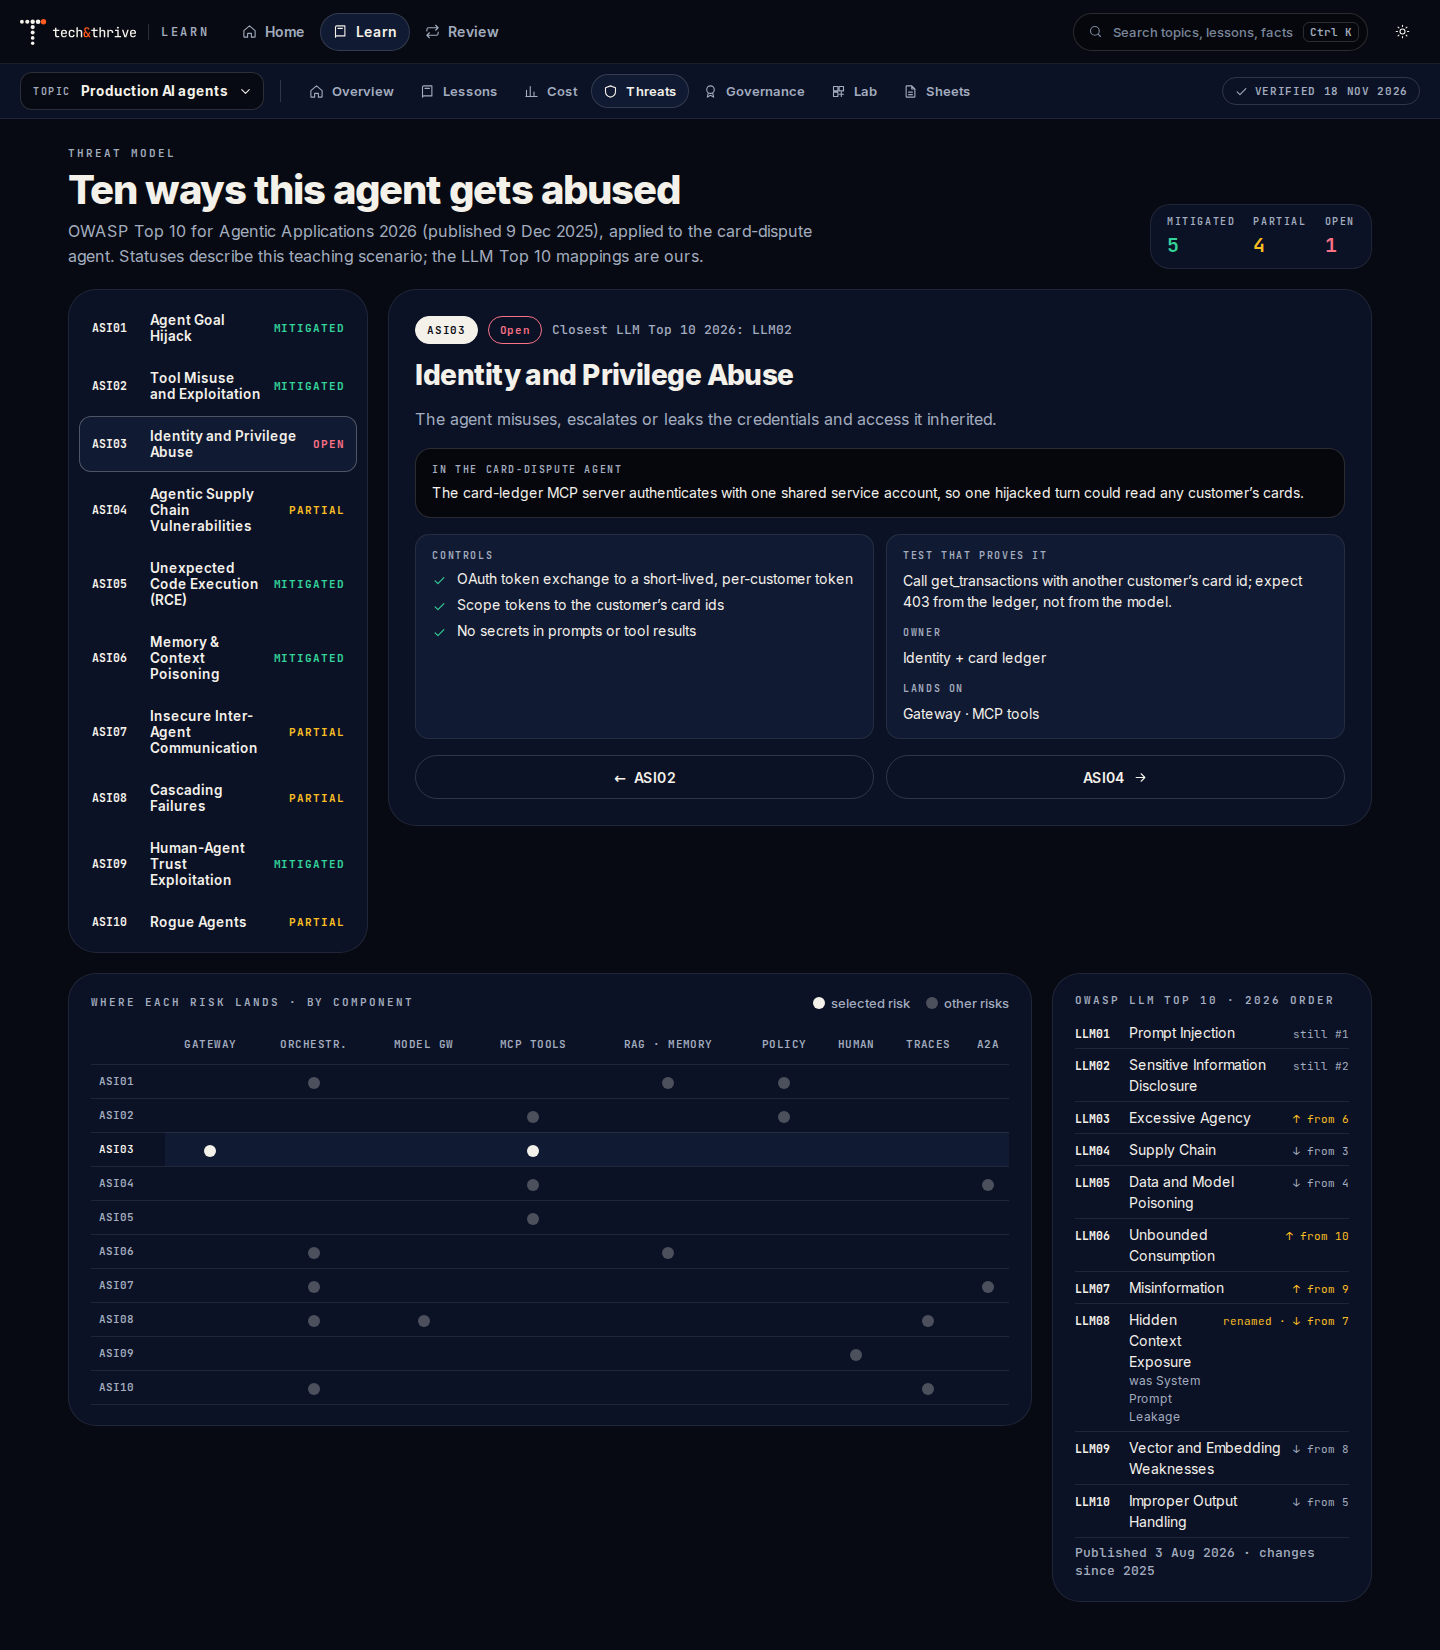 tech&thrive LEARN Home Learn Review Search topics, lessons, facts Ctrl K
TOPIC Production AI agents Overview Lessons Cost Threats Governance Lab Sheets VERIFIED 18 NOV 2026
THREAT MODEL
Ten ways this agent gets abused
OWASP Top 10 for Agentic Applications 2026 (published 9 Dec 2025), applied to the card-dispute
agent. Statuses describe this teaching scenario; the LLM Top 10 mappings are ours.
MITIGATED PARTIAL OPEN
5 4 1
ASI01 Agent Goal
Hijack MITIGATED
ASI02 Tool Misuse
and Exploitation MITIGATED
ASI03 Identity and Privilege
Abuse OPEN
ASI04 Agentic Supply
Chain
Vulnerabilities PARTIAL
ASI05 Unexpected
Code Execution
(RCE) MITIGATED
ASI06 Memory &
Context
Poisoning MITIGATED
ASI07 Insecure Inter-
Agent
Communication PARTIAL
ASI08 Cascading
Failures PARTIAL
ASI09 Human-Agent
Trust
Exploitation MITIGATED
ASI10 Rogue Agents PARTIAL
ASI03 Open Closest LLM Top 10 2026: LLM02
Identity and Privilege Abuse
The agent misuses, escalates or leaks the credentials and access it inherited.
IN THE CARD-DISPUTE AGENT
The card-ledger MCP server authenticates with one shared service account, so one hijacked turn could read any customer’s cards.
CONTROLS
OAuth token exchange to a short-lived, per-customer token
Scope tokens to the customer’s card ids
No secrets in prompts or tool results
TEST THAT PROVES IT
Call get_transactions with another customer’s card id; expect
403 from the ledger, not from the model.
OWNER
Identity + card ledger
LANDS ON
Gateway · MCP tools
← ASI02
ASI04 →
WHERE EACH RISK LANDS · BY COMPONENT selected risk other risks
GATEWAY ORCHESTR. MODEL GW MCP TOOLS RAG · MEMORY POLICY HUMAN TRACES A2A
ASI01
ASI02
ASI03
ASI04
ASI05
ASI06
ASI07
ASI08
ASI09
ASI10
OWASP LLM TOP 10 · 2026 ORDER
LLM01 Prompt Injection still #1
LLM02 Sensitive Information still #2
Disclosure
LLM03 Excessive Agency ↑ from 6
LLM04 Supply Chain ↓ from 3
LLM05 Data and Model ↓ from 4
Poisoning
LLM06 Unbounded ↑ from 10
Consumption
LLM07 Misinformation ↑ from 9
LLM08 Hidden renamed · ↓ from 7
Context
Exposure
was System
Prompt
Leakage
LLM09 Vector and Embedding ↓ from 8
Weaknesses
LLM10 Improper Output ↓ from 5
Handling
Published 3 Aug 2026 · changes
since 2025